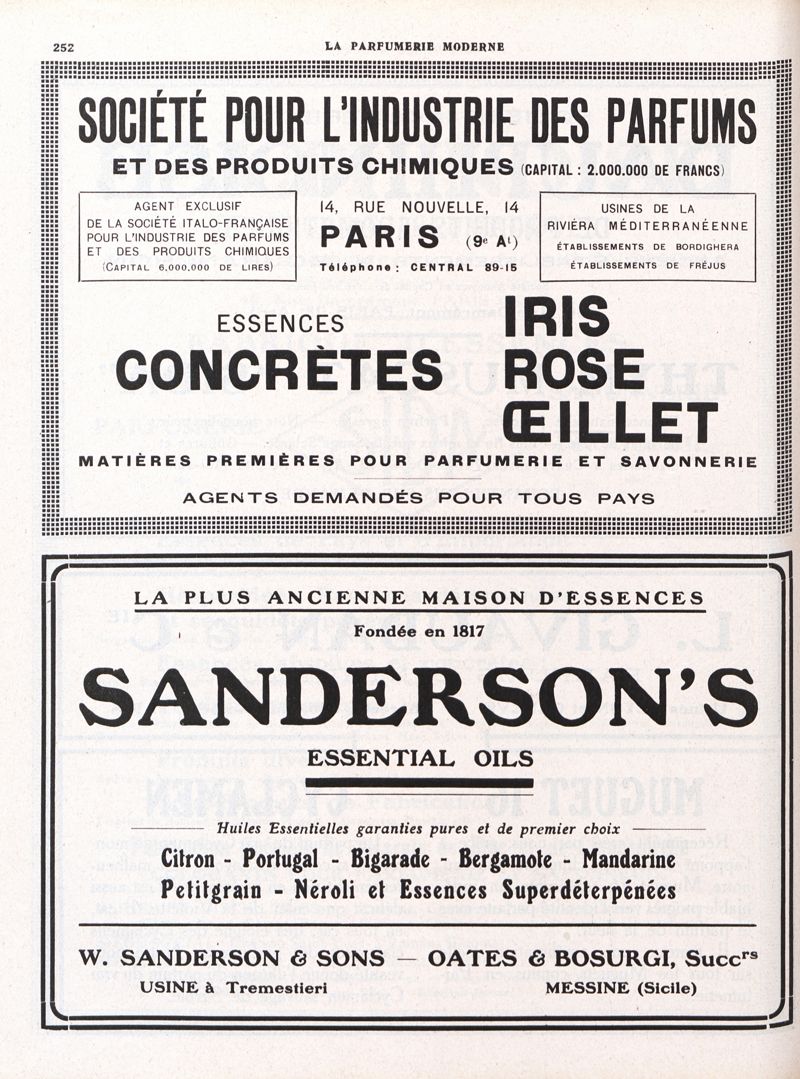 252
LA PARFUMERIE MODERNE
SOCIÉTÉ POUR L'INDUSTRIE DES PARFUMS
ET DES PRODUITS CHIMIQUES (CAPITAL : 2.000.000 DE FRANCS)
AGENT EXCLUSIF
DE LA SOCIÉTÉ ITALO-FRANÇAISE
POUR L'INDUSTRIE DES PARFUMS
ET DES PRODUITS CHIMIQUES
(CAPITAL 6.000.000 DE LIRES)
14, RUE NOUVELLE, 14
PARIS (9e At)
Téléphone : CENTRAL 89-15
USINES DE LA
RIVIÉRA MÉDITERRANÉENNE
ÉTABLISSEMENTS DE BORDIGHERA
ÉTABLISSEMENTS DE FRÉJUS
ESSENCES
CONCRÈTES
IRIS
ROSE
ŒILLET
MATIÈRES PREMIÈRES POUR PARFUMERIE ET SAVONNERIE
AGENTS DEMANDÉS POUR TOUS PAYS
LA PLUS ANCIENNE MAISON D'ESSENCES
Fondée en 1817
SANDERSON'S
ESSENTIAL OILS
Huiles Essentielles garanties pures et de premier choix
Citron - Portugal - Bigarade - Bergamote - Mandarine
Petitgrain - Néroli et Essences Superdéterpénées
W. SANDERSON & SONS — OATES & BOSURGI, Succrs
USINE à Tremestieri
MESSINE (Sicile)